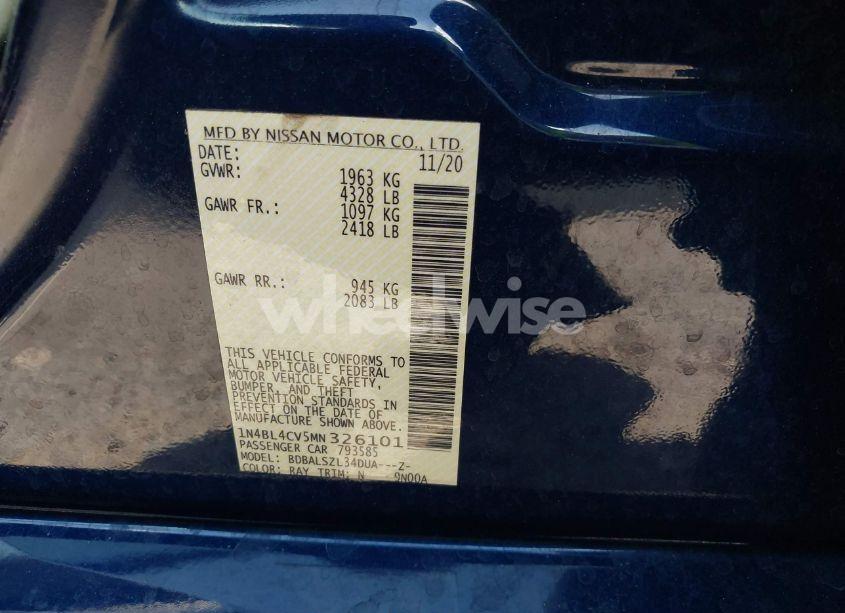 MFD BY NISSAN MOTOR CO., LTD.
DATE: 11/20
GVWR: 1963 KG
4328 LB
GAWR FR.: 1097 KG
2418 LB
GAWR RR.: 945 KG
2083 LB
wheelwise
THIS VEHICLE CONFORMS TO
ALL APPLICABLE FEDERAL
MOTOR VEHICLE SAFETY,
BUMPER, AND THEFT
PREVENTION STANDARDS IN
EFFECT ON THE DATE OF
MANUFACTURE SHOWN ABOVE.
1N4BL4CV5MN326101
PASSENGER CAR 793585
MODEL: BDBALSZL34DUA---Z-
COLOR: RAY TRIM: N 9N00A